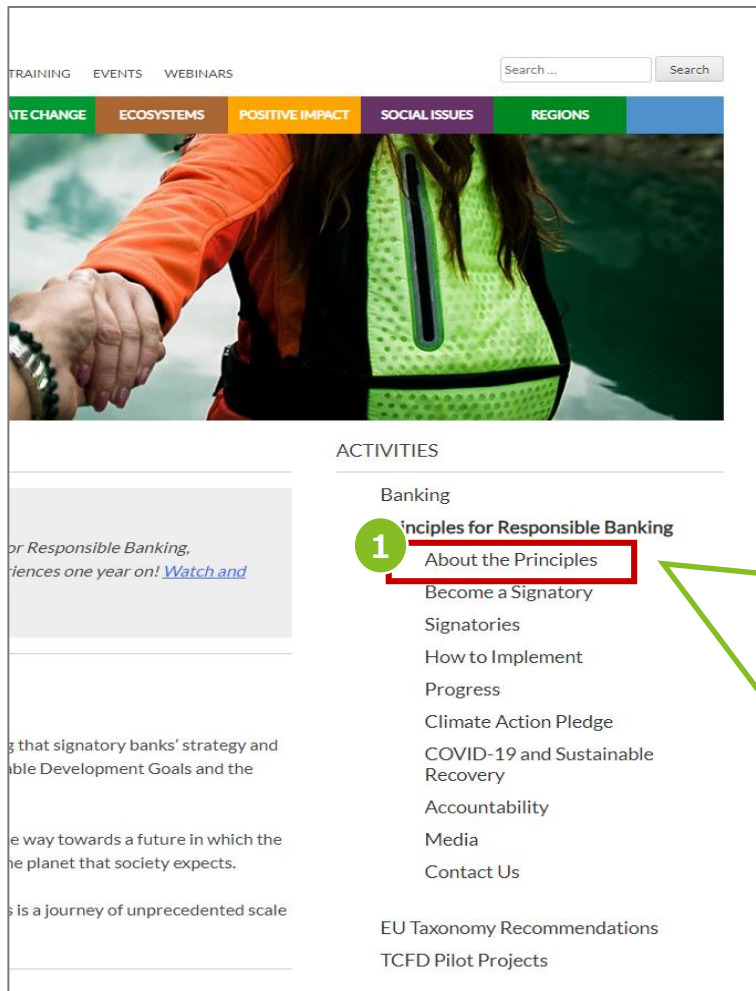 TRAINING EVENTS WEBINARS
Search ... Search
ATE CHANGE ECOSYSTEMS POSITIVE IMPACT SOCIAL ISSUES REGIONS
ACTIVITIES
Banking
inciples for Responsible Banking
1
About the Principles
Become a Signatory
Signatories
How to Implement
Progress
Climate Action Pledge
COVID-19 and Sustainable
Recovery
Accountability
Media
Contact Us
EU Taxonomy Recommendations
TCFD Pilot Projects
or Responsible Banking,
iences one year on! Watch and
g that signatory banks' strategy and
able Development Goals and the
e way towards a future in which the
he planet that society expects.
s is a journey of unprecedented scale